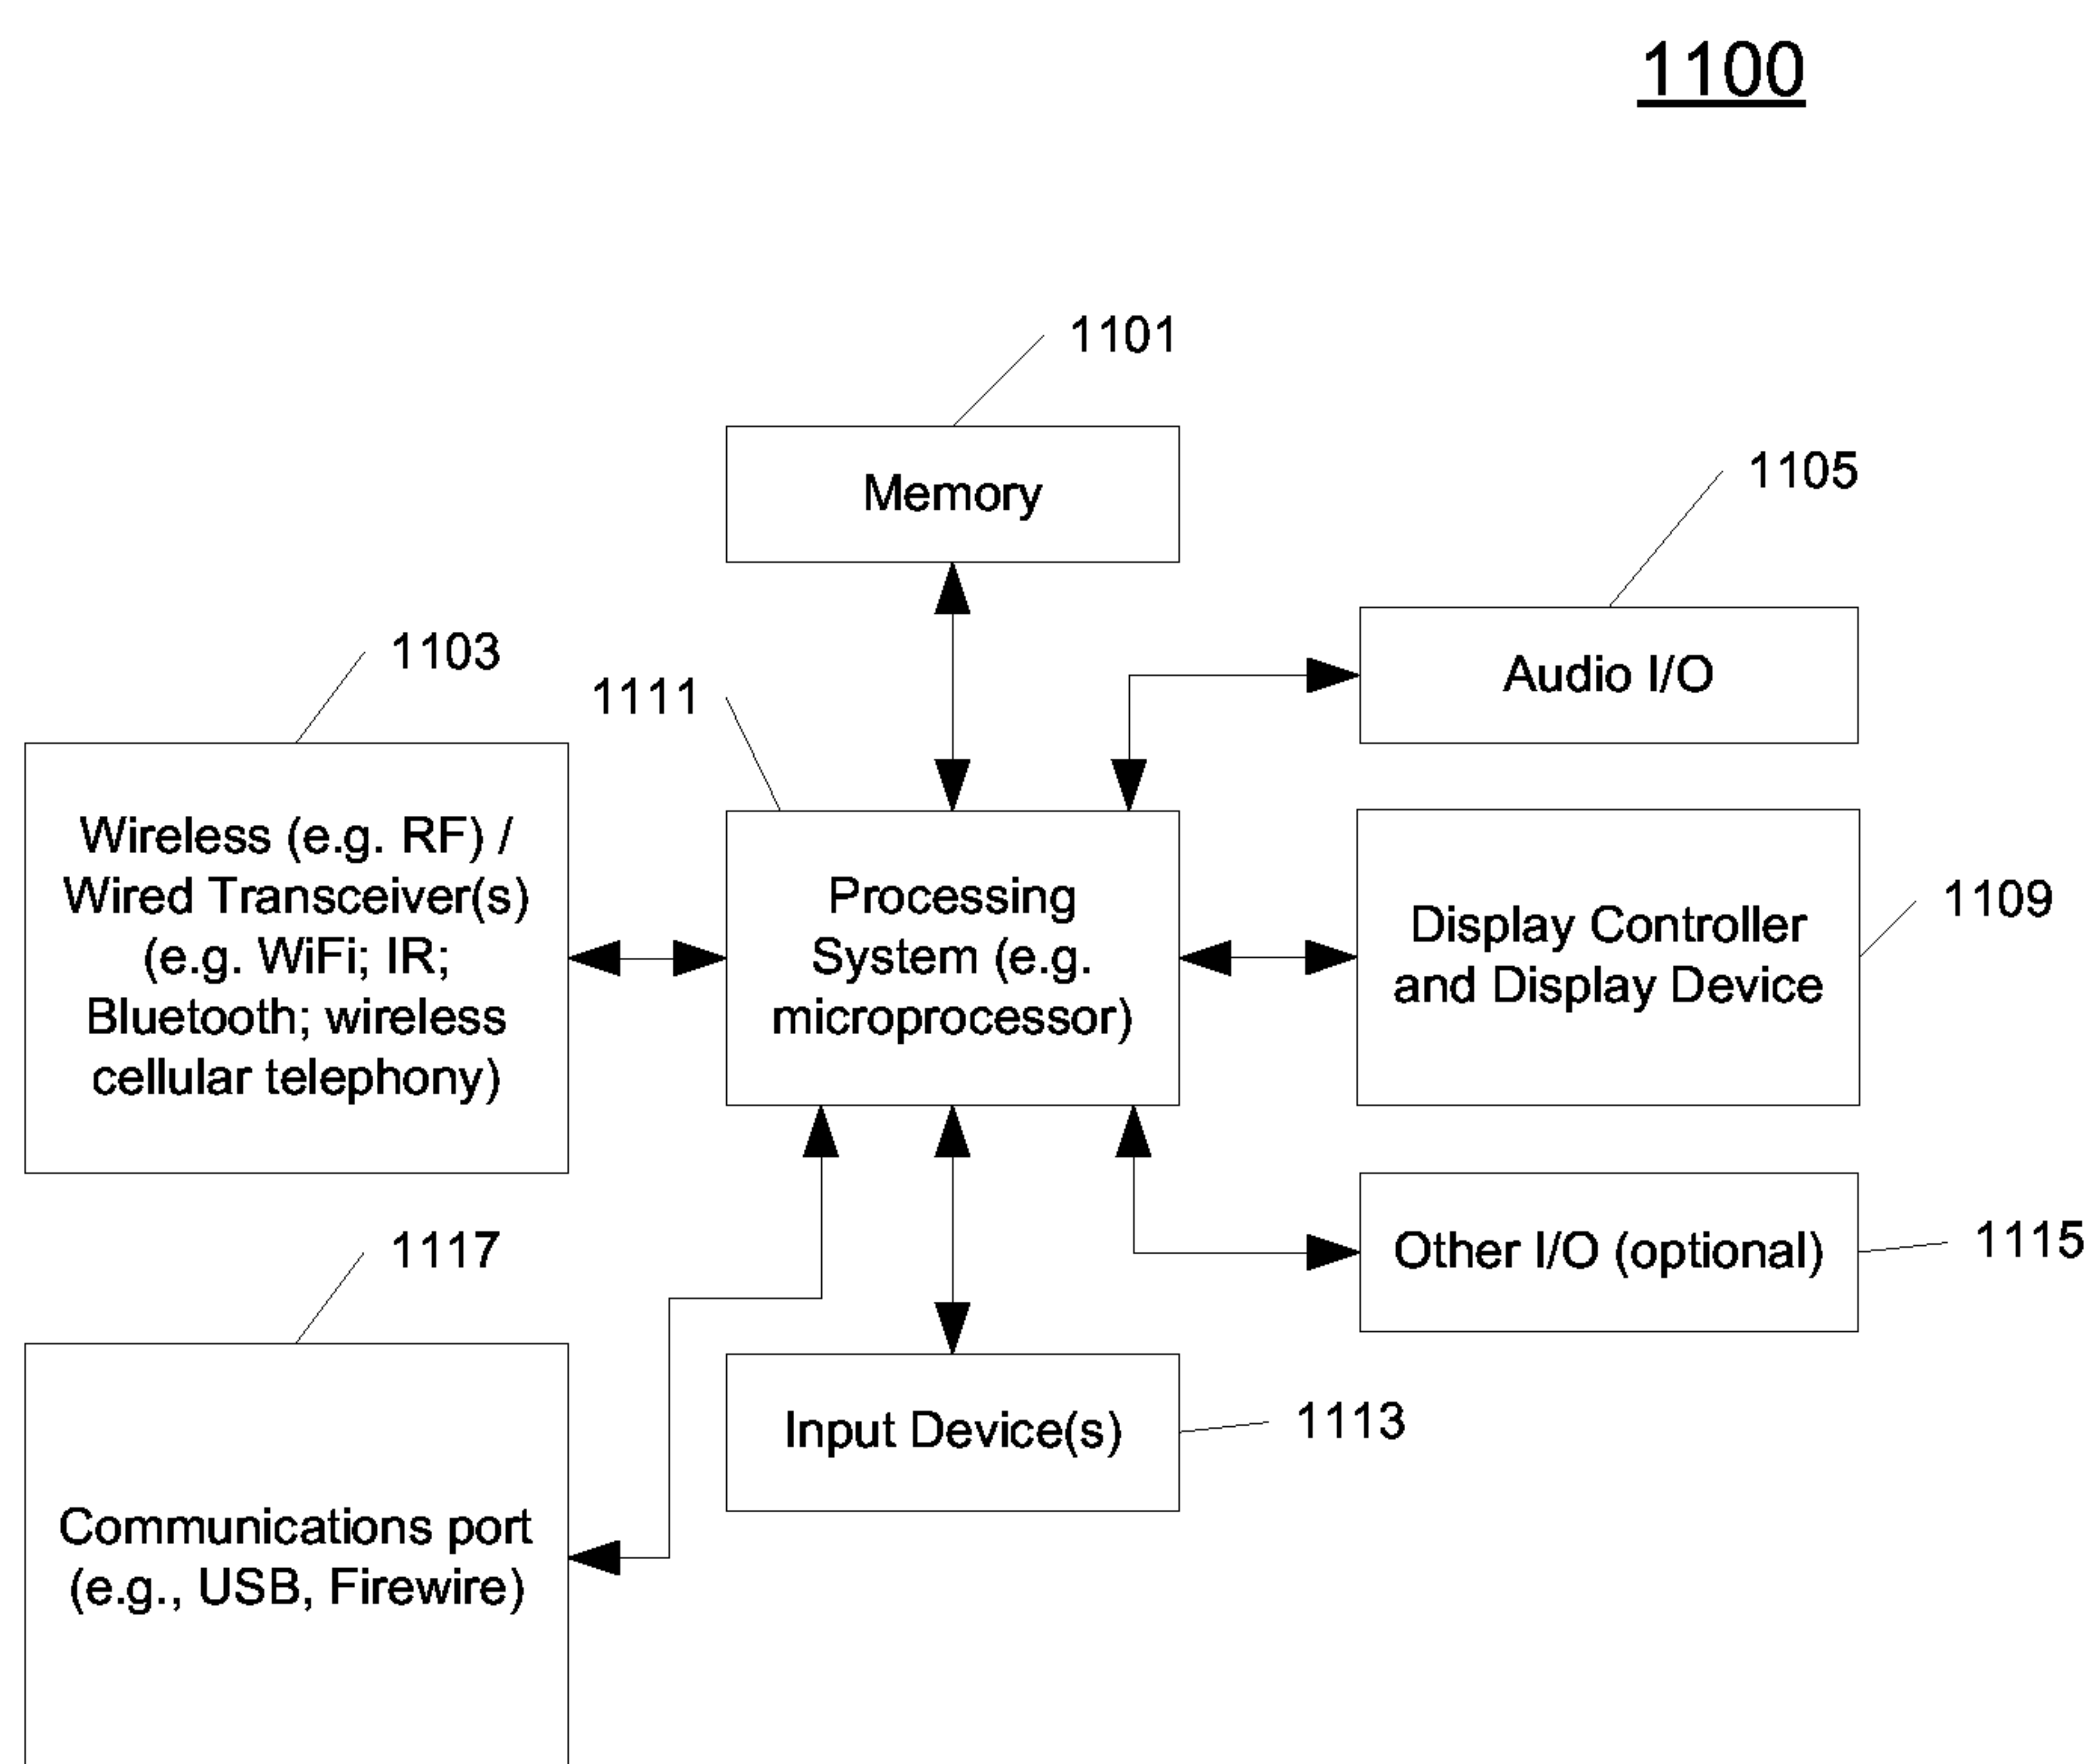 1100
1101
Memory
1105
Audio I/O
1103
1111
Wireless (e.g. RF) /
Wired Transceiver(s)
(e.g. WiFi; IR;
Bluetooth; wireless
cellular telephony)
Processing
System (e.g.
microprocessor)
1109
Display Controller
and Display Device
1117
Other I/O (optional)
1115
Input Device(s)
1113
Communications port
(e.g., USB, Firewire)